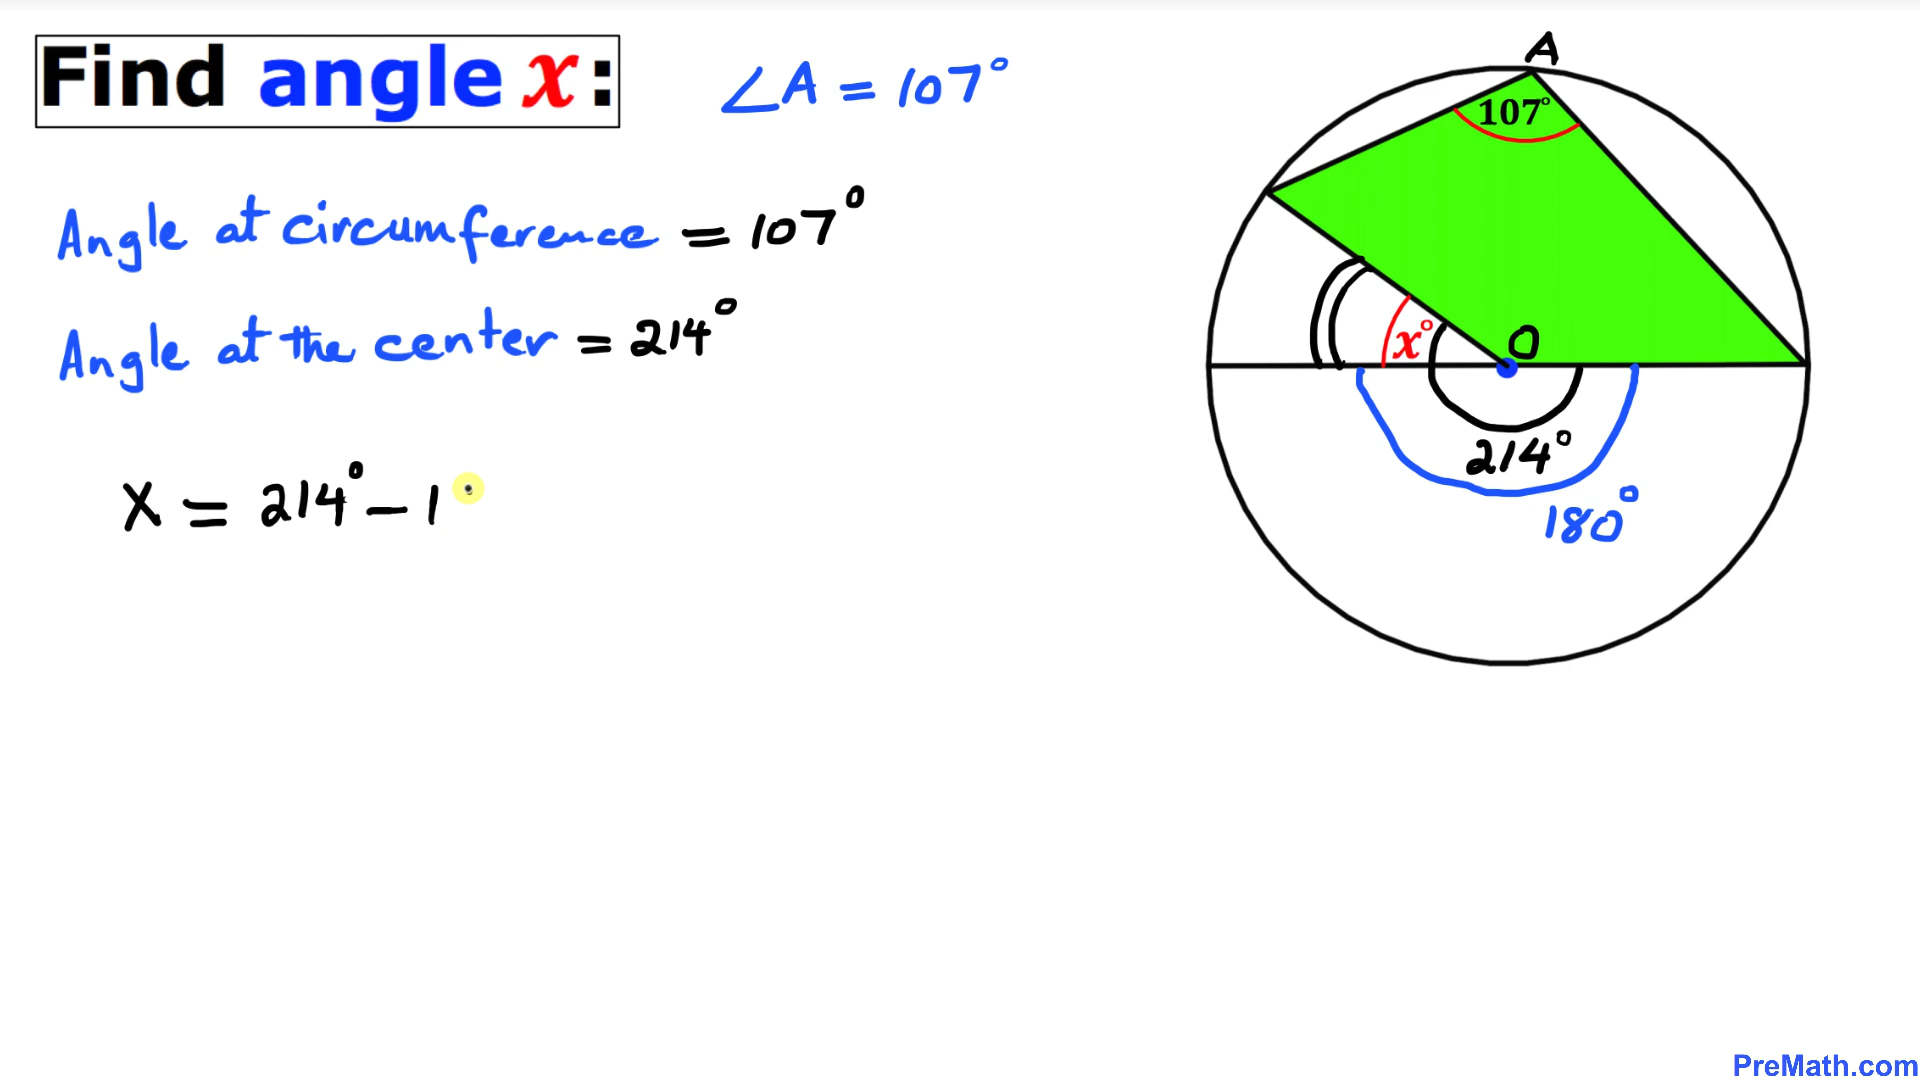 Find angle x:
∠A = 107°
Angle at circumference = 107°
Angle at the center = 214°
X = 214° − 1
A
107°
x°
O
214°
180°
PreMath.com